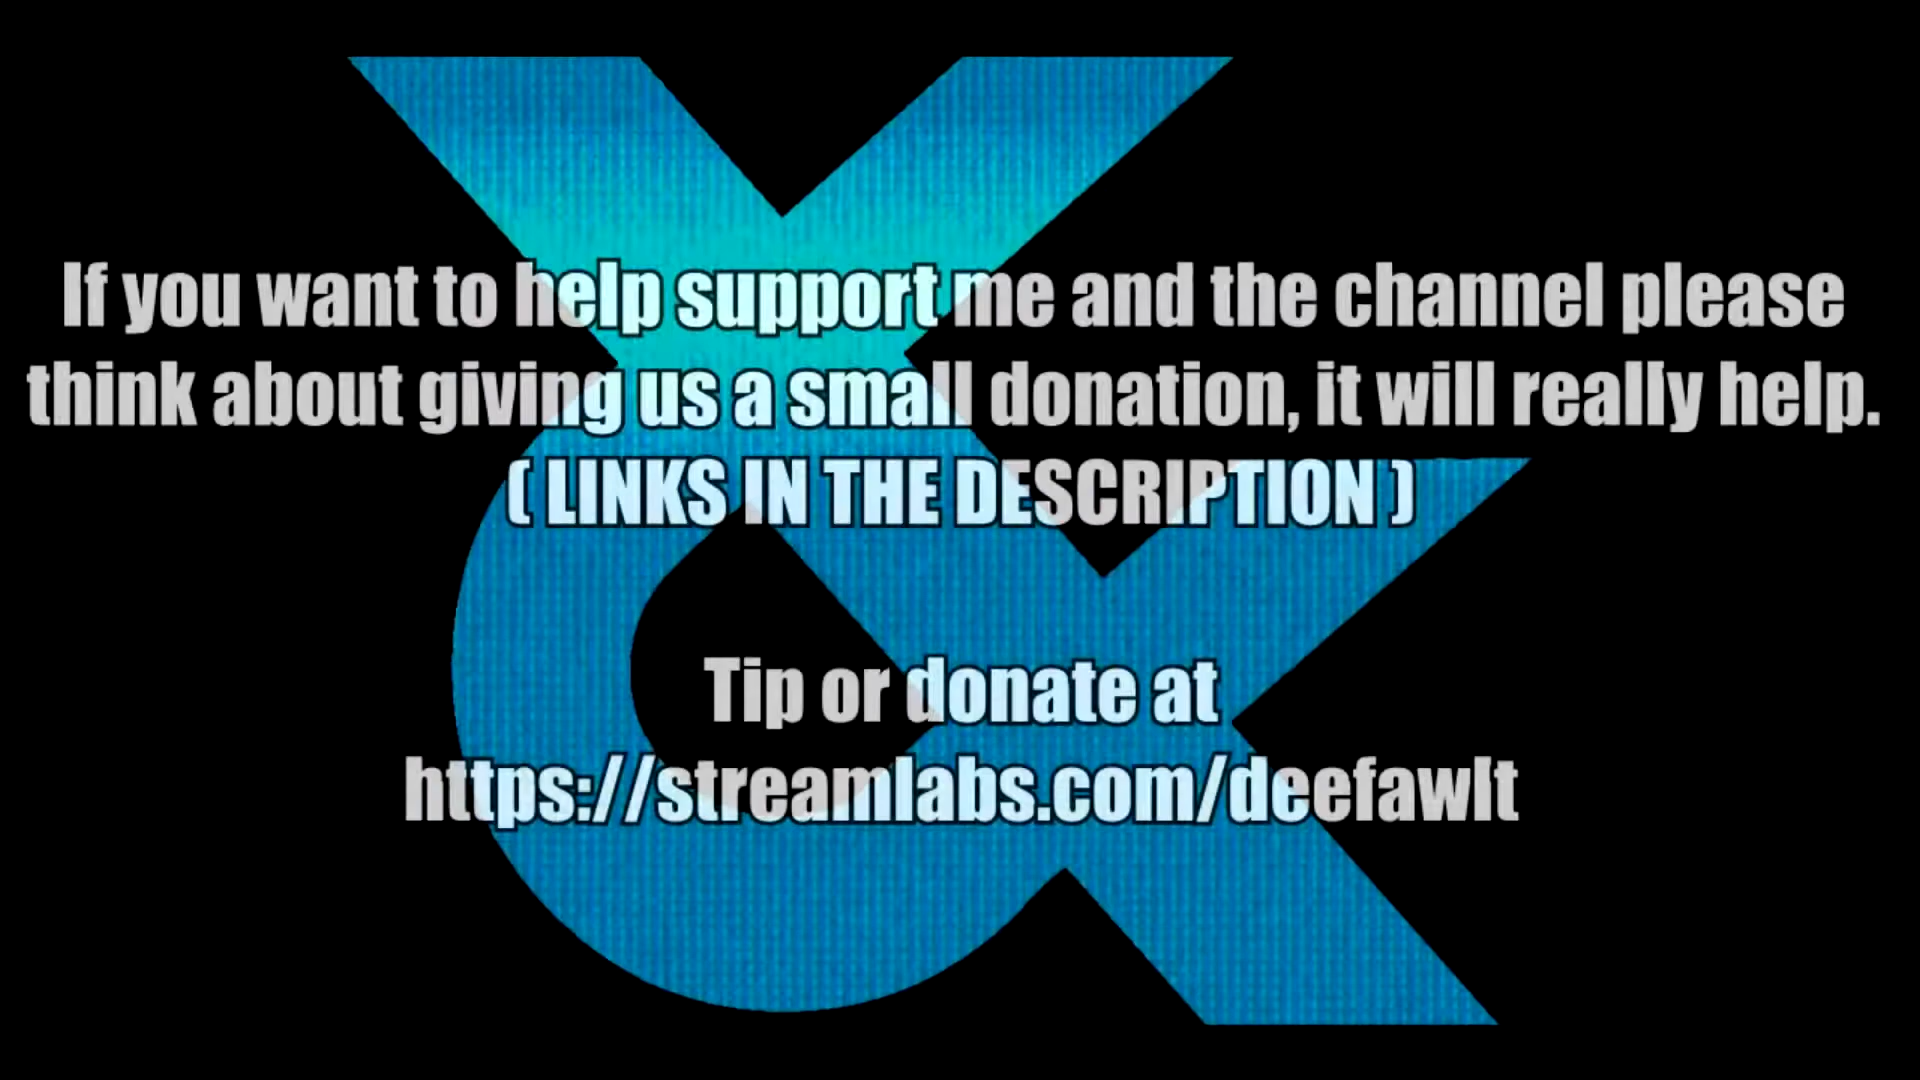 If you want to help support me and the channel please
think about giving us a small donation, it will really help.
( LINKS IN THE DESCRIPTION )
Tip or donate at
https://streamlabs.com/deefawlt